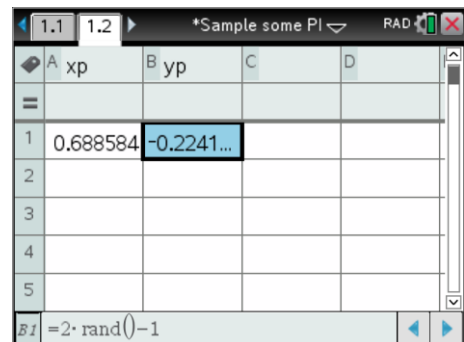 1.1 1.2 *Sample some PI RAD
A xp B yp C D
=
1 0.688584 -0.2241...
2
3
4
5
B1 =2· rand()-1